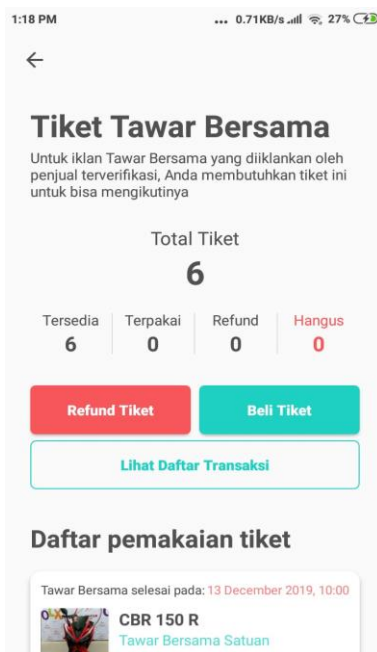 1:18 PM ... 0.71KB/s 27%
Tiket Tawar Bersama
Untuk iklan Tawar Bersama yang diiklankan oleh
penjual terverifikasi, Anda membutuhkan tiket ini
untuk bisa mengikutinya
Total Tiket
6
Tersedia Terpakai Refund Hangus
6 0 0 0
Refund Tiket Beli Tiket
Lihat Daftar Transaksi
Daftar pemakaian tiket
Tawar Bersama selesai pada: 13 December 2019, 10:00
CBR 150 R
Tawar Bersama Satuan